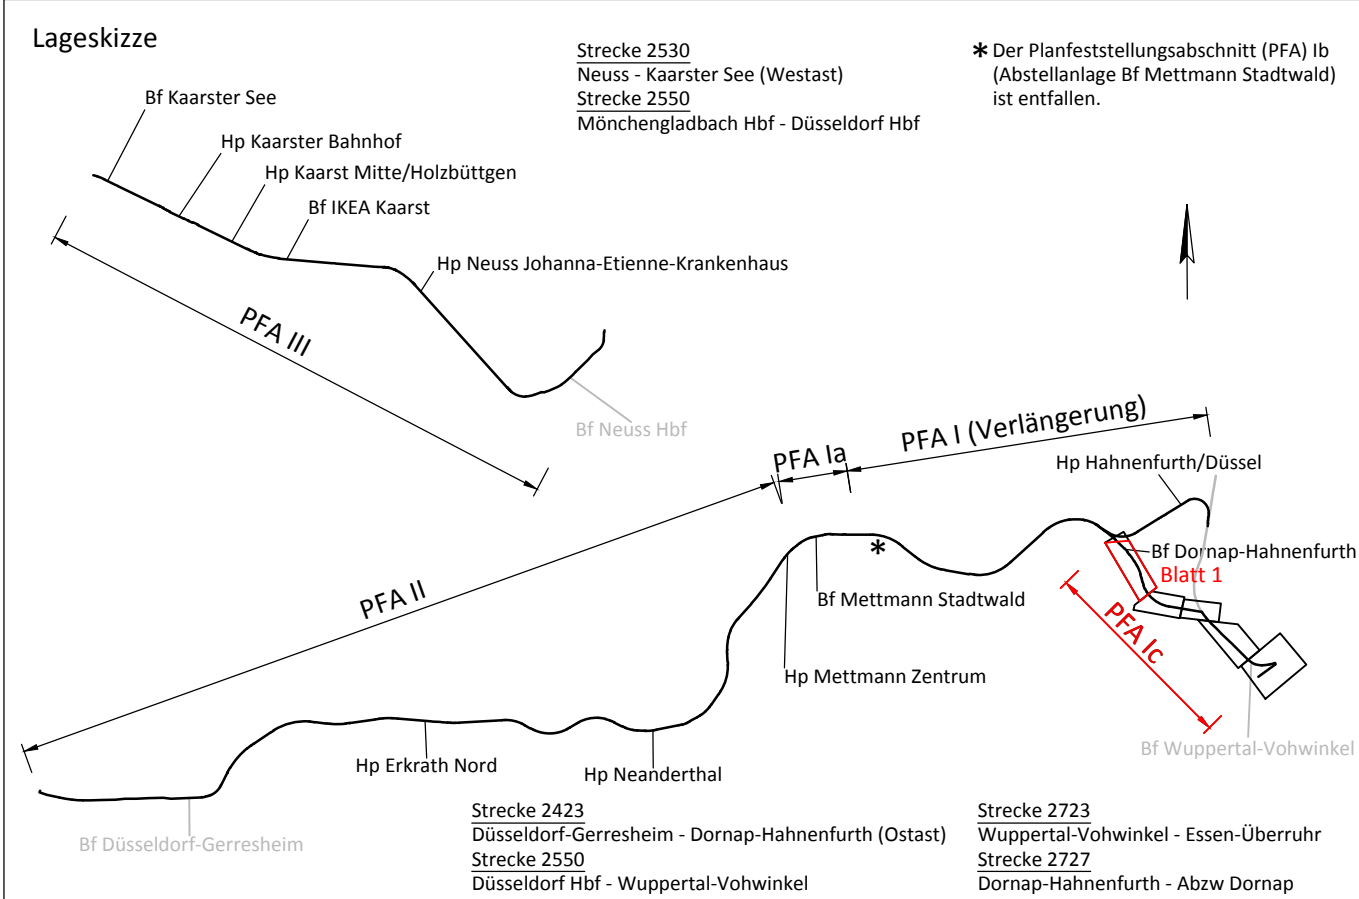 Lageskizze
Strecke 2530
Neuss - Kaarster See (Westast)
Strecke 2550
Mönchengladbach Hbf - Düsseldorf Hbf
* Der Planfeststellungsabschnitt (PFA) Ib
(Abstellanlage Bf Mettmann Stadtwald)
ist entfallen.
Bf Kaarster See
Hp Kaarster Bahnhof
Hp Kaarst Mitte/Holzbüttgen
Bf IKEA Kaarst
Hp Neuss Johanna-Etienne-Krankenhaus
PFA III
Bf Neuss Hbf
PFA I (Verlängerung)
PFA Ia
Hp Hahnenfurth/Düssel
*
Bf Dornap-Hahnenfurth
Blatt 1
PFA II
Bf Mettmann Stadtwald
PFA Ic
Hp Mettmann Zentrum
Bf Wuppertal-Vohwinkel
Hp Erkrath Nord
Hp Neanderthal
Bf Düsseldorf-Gerresheim
Strecke 2423
Düsseldorf-Gerresheim - Dornap-Hahnenfurth (Ostast)
Strecke 2550
Düsseldorf Hbf - Wuppertal-Vohwinkel
Strecke 2723
Wuppertal-Vohwinkel - Essen-Überruhr
Strecke 2727
Dornap-Hahnenfurth - Abzw Dornap